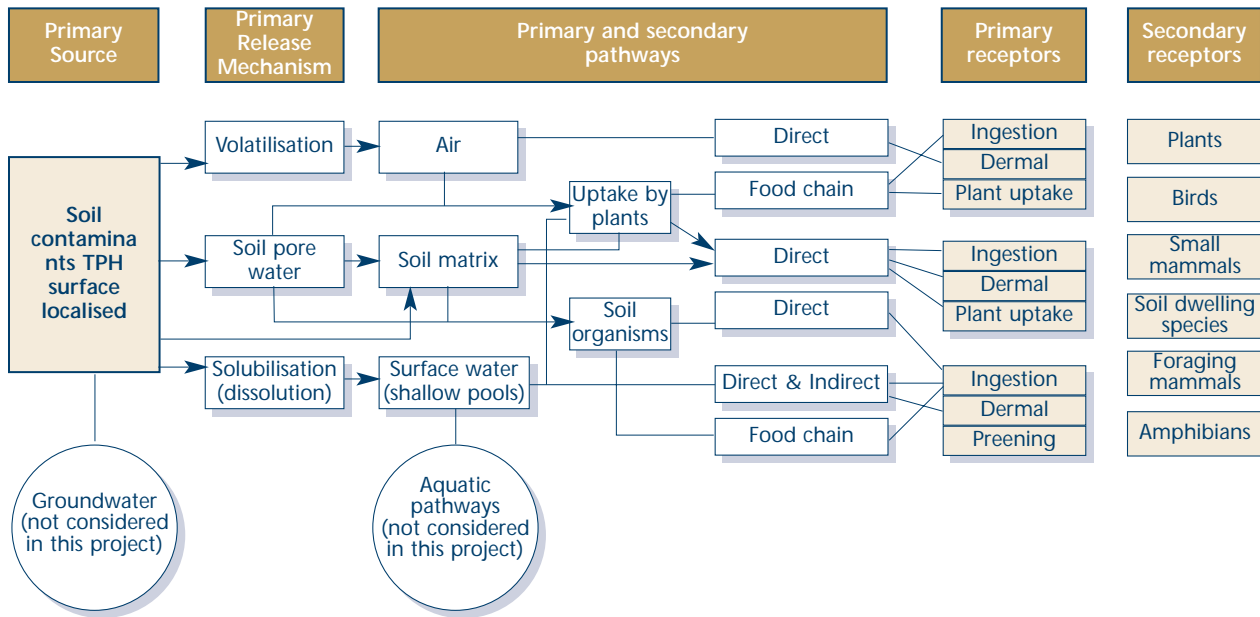 Primary
Source
Primary
Release
Mechanism
Primary and secondary
pathways
Primary
receptors
Secondary
receptors
Volatilisation
Air
Direct
Ingestion
Dermal
Plant uptake
Plants
Soil
contamina
nts TPH
surface
localised
Uptake by
plants
Food chain
Birds
Soil pore
water
Soil matrix
Direct
Ingestion
Dermal
Plant uptake
Small
mammals
Soil
organisms
Direct
Soil dwelling
species
Solubilisation
(dissolution)
Surface water
(shallow pools)
Direct & Indirect
Food chain
Ingestion
Dermal
Preening
Foraging
mammals
Amphibians
Groundwater
(not considered
in this project)
Aquatic
pathways
(not considered
in this project)